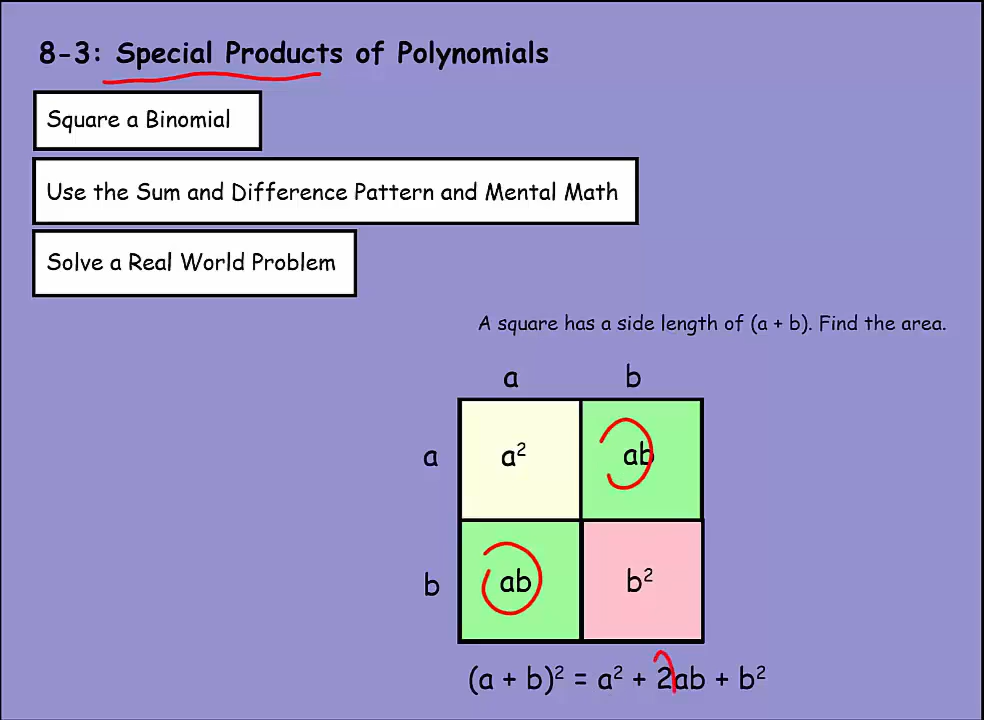 8-3: Special Products of Polynomials
Square a Binomial
Use the Sum and Difference Pattern and Mental Math
Solve a Real World Problem
A square has a side length of (a + b). Find the area.
a b
a a² ab
b ab b²
(a + b)² = a² + 2ab + b²